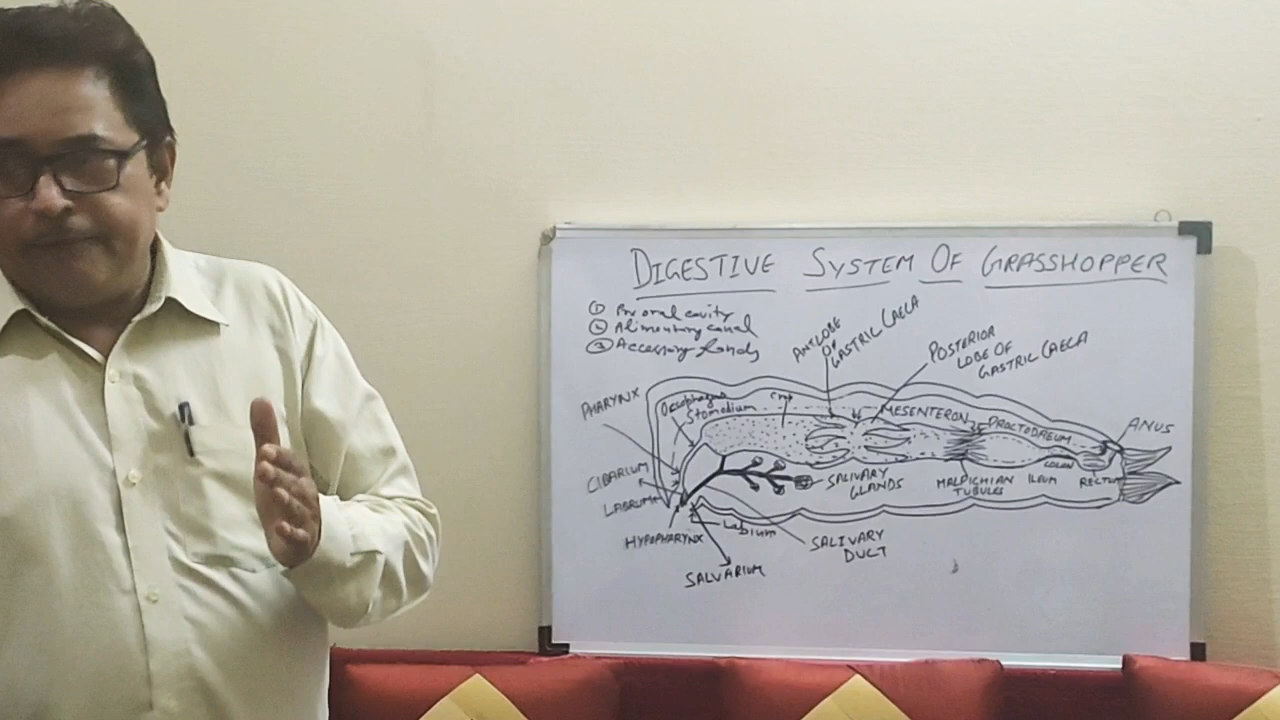 DIGESTIVE SYSTEM OF GRASSHOPPER
① Pre oral cavity
② Alimentary canal
③ Accessory glands
ANT. LOBE
OF
GASTRIC CAECA
POSTERIOR
LOBE OF
GASTRIC CAECA
PHARYNX
Oesophagus
Stomodium
Crop
MESENTERON
PROCTODAEUM
ANUS
CIBARIUM
LABRUM
SALIVARY
GLANDS
MALPIGHIAN
TUBULES
ILEUM
COLON
RECTUM
HYPOPHARYNX
Labium
SALIVARY
DUCT
SALVARIUM